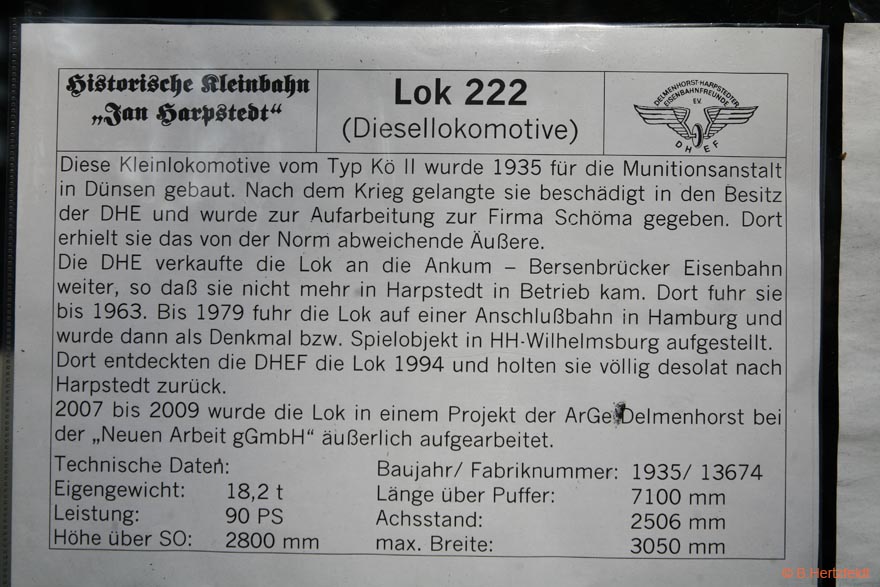 Historische Kleinbahn
„Jan Harpstedt“
Lok 222
(Diesellokomotive)
DELMENHORST-HARPSTEDTER
EISENBAHNFREUNDE
E.V.
DHEF
Diese Kleinlokomotive vom Typ Kö II wurde 1935 für die Munitionsanstalt
in Dünsen gebaut. Nach dem Krieg gelangte sie beschädigt in den Besitz
der DHE und wurde zur Aufarbeitung zur Firma Schöma gegeben. Dort
erhielt sie das von der Norm abweichende Äußere.
Die DHE verkaufte die Lok an die Ankum – Bersenbrücker Eisenbahn
weiter, so daß sie nicht mehr in Harpstedt in Betrieb kam. Dort fuhr sie
bis 1963. Bis 1979 fuhr die Lok auf einer Anschlußbahn in Hamburg und
wurde dann als Denkmal bzw. Spielobjekt in HH-Wilhelmsburg aufgestellt.
Dort entdeckten die DHEF die Lok 1994 und holten sie völlig desolat nach
Harpstedt zurück.
2007 bis 2009 wurde die Lok in einem Projekt der ArGe Delmenhorst bei
der „Neuen Arbeit gGmbH“ äußerlich aufgearbeitet.
Technische Daten:
Eigengewicht: 18,2 t
Leistung: 90 PS
Höhe über SO: 2800 mm
Baujahr/ Fabriknummer: 1935/ 13674
Länge über Puffer: 7100 mm
Achsstand: 2506 mm
max. Breite: 3050 mm
© B.Hertsfeldt